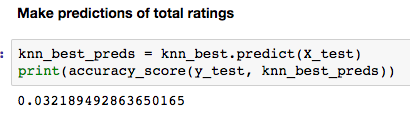 Make predictions of total ratings
: knn_best_preds = knn_best.predict(X_test)
print(accuracy_score(y_test, knn_best_preds))
0.032189492863650165